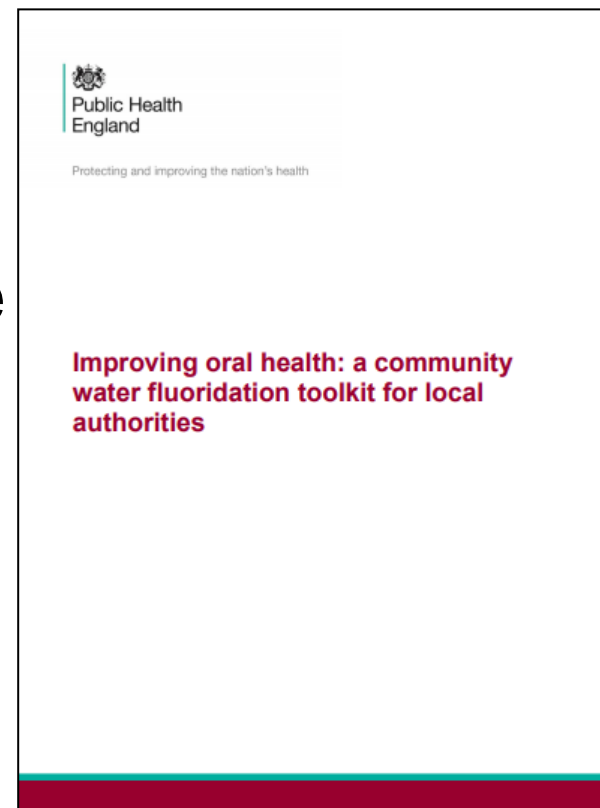 Public Health
England
Protecting and improving the nation's health
e
Improving oral health: a community
water fluoridation toolkit for local
authorities